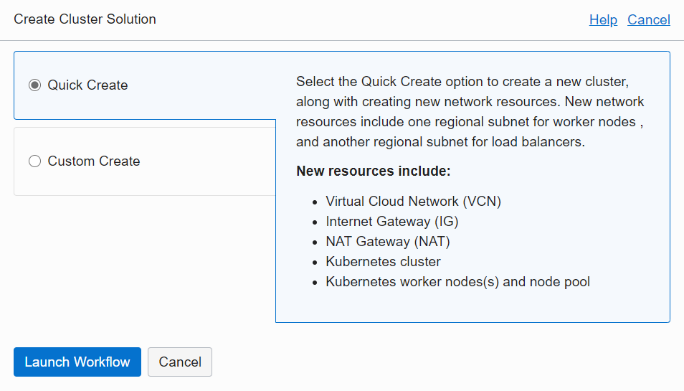 Create Cluster Solution
Help Cancel
Quick Create
Custom Create
Select the Quick Create option to create a new cluster,
along with creating new network resources. New network
resources include one regional subnet for worker nodes ,
and another regional subnet for load balancers.
New resources include:
• Virtual Cloud Network (VCN)
• Internet Gateway (IG)
• NAT Gateway (NAT)
• Kubernetes cluster
• Kubernetes worker nodes(s) and node pool
Launch Workflow Cancel